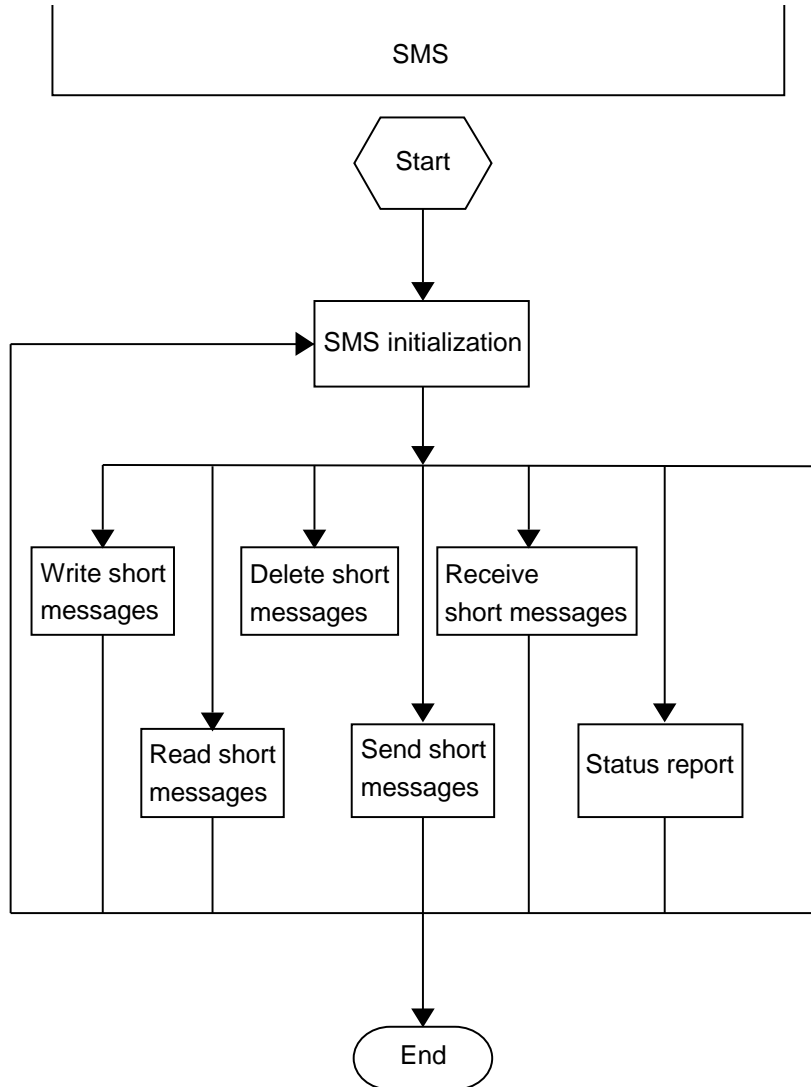 SMS
Start
SMS initialization
Write short
messages
Delete short
messages
Receive
short messages
Read short
messages
Send short
messages
Status report
End